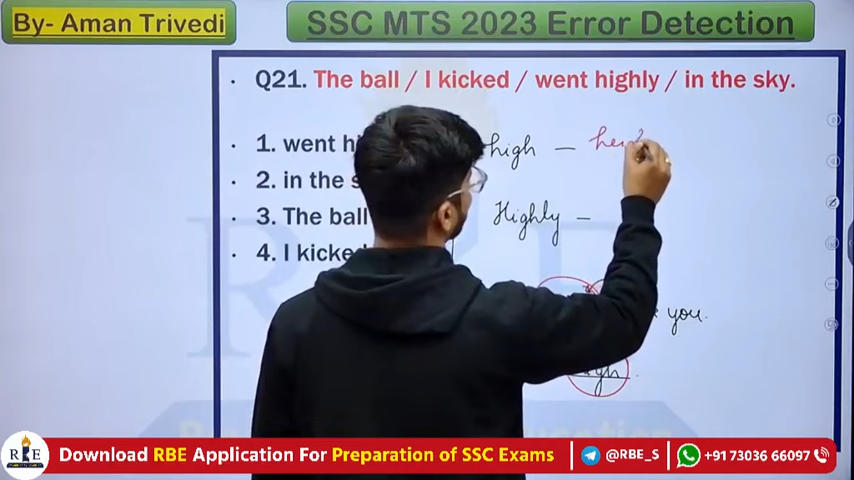 By- Aman Trivedi
SSC MTS 2023 Error Detection
Q21. The ball / I kicked / went highly / in the sky.
1. went
2. in the
3. The ball
4. I kicked
high –
Highly –
you.
Download RBE Application For Preparation of SSC Exams
@RBE_S
+91 73036 66097
RBE